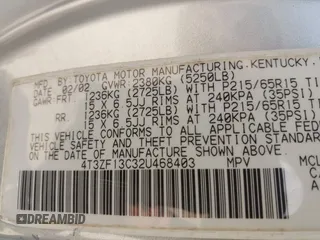 MFD. BY:TOYOTA MOTOR MANUFACTURING, KENTUCKY,
DATE: 02/02 GVWR:2380KG (5250LB)
GAWR:FRT. 1236KG (2725LB) WITH P215/65R15 TI
15 X 6.5JJ RIMS AT 240KPA (35PSI)
RR. 1236KG (2725LB) WITH P215/65R15
15 X 6.5JJ RIMS AT 240KPA (35PSI
THIS VEHICLE CONFORMS TO ALL APPLICABLE FED
VEHICLE SAFETY AND THEFT PREVENTION STAN
ON THE DATE OF MANUFACTURE SHOWN
4T3ZF13C32U468403 MPV
MCL
DREAMBID